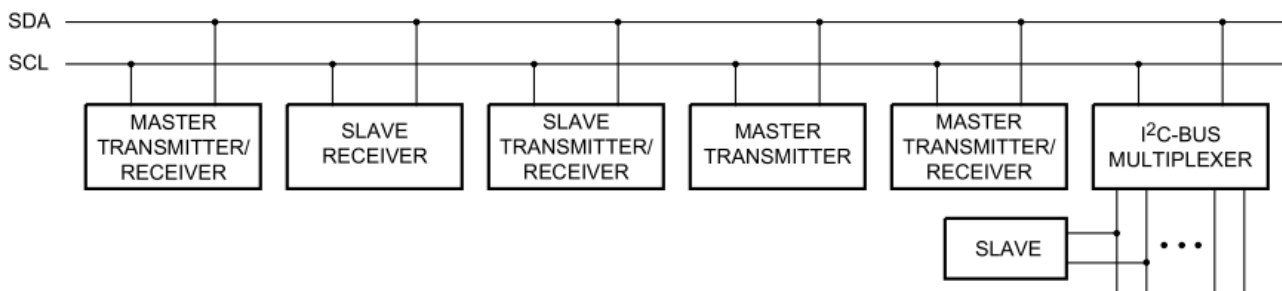 SDA
SCL
MASTER
TRANSMITTER/
RECEIVER
SLAVE
RECEIVER
SLAVE
TRANSMITTER/
RECEIVER
MASTER
TRANSMITTER
MASTER
TRANSMITTER/
RECEIVER
I²C-BUS
MULTIPLEXER
SLAVE